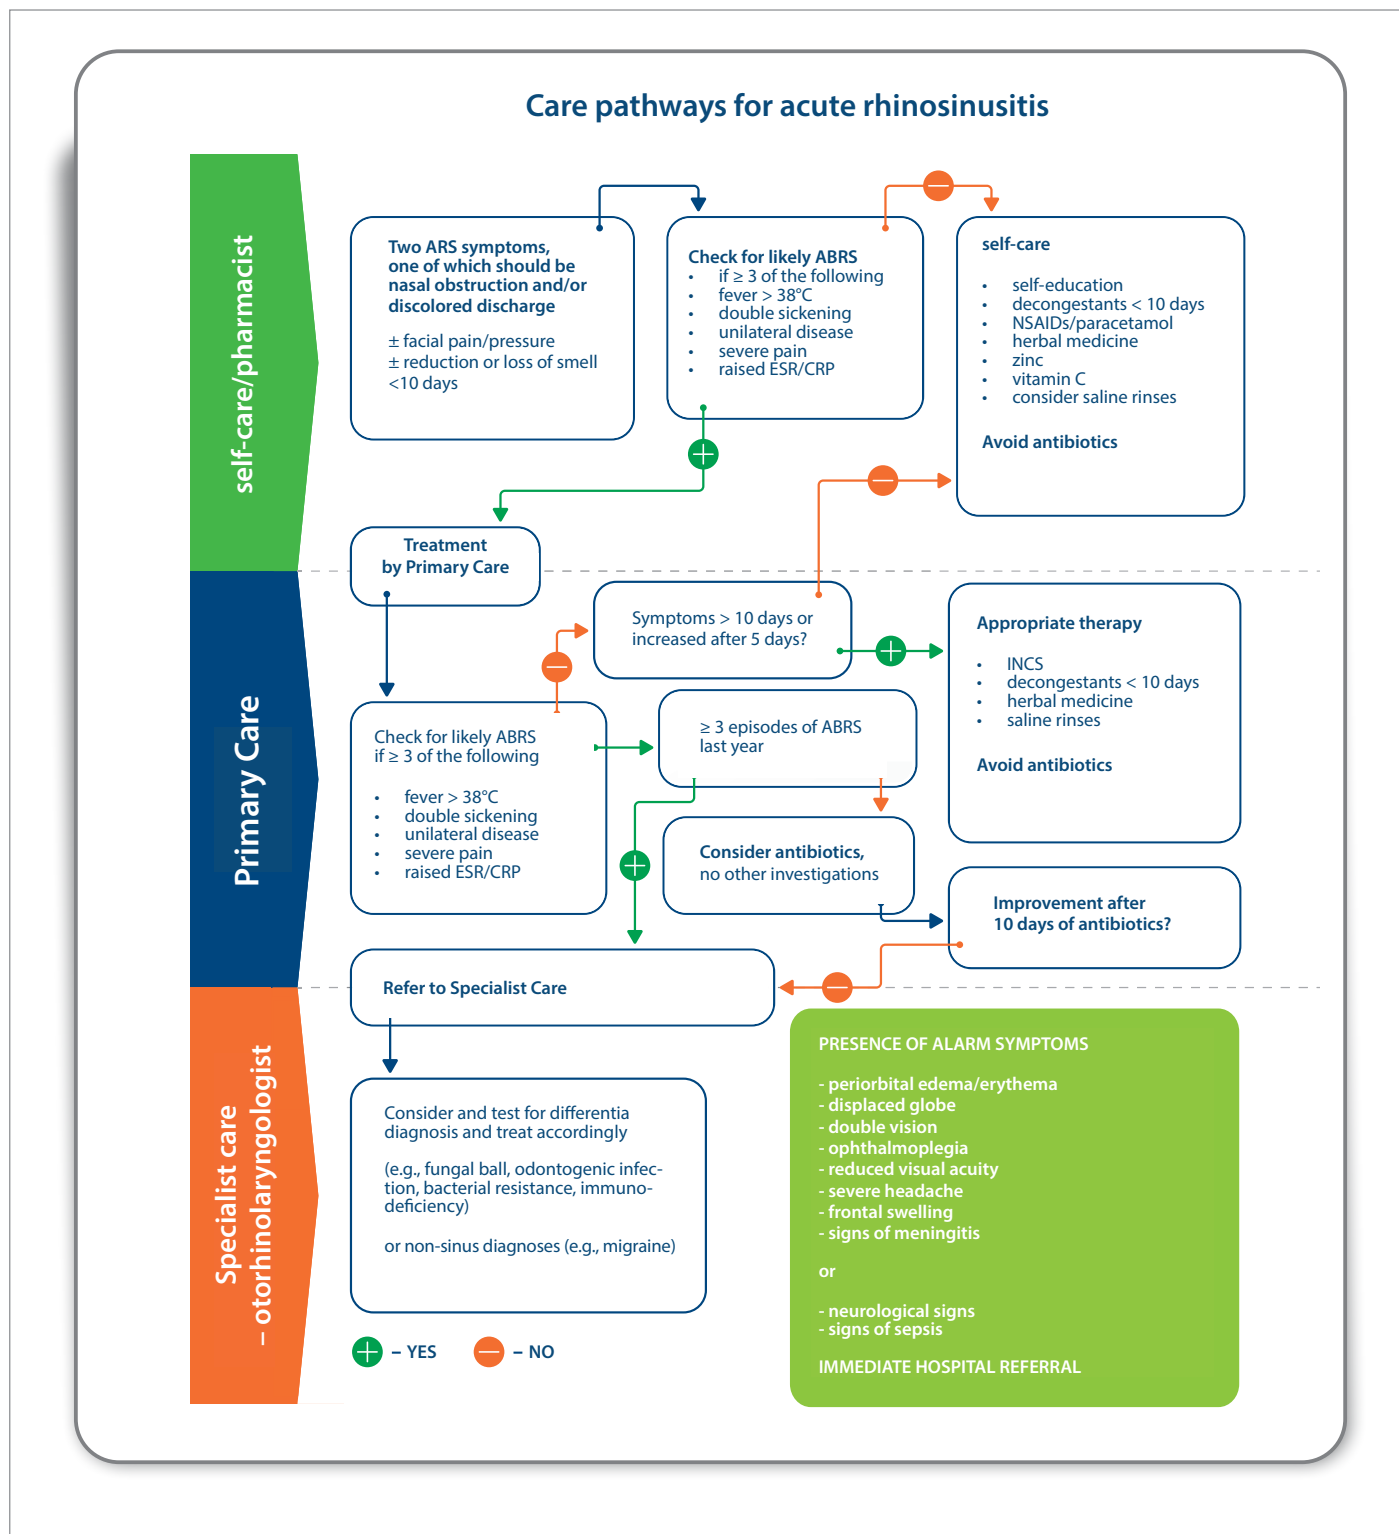 Care pathways for acute rhinosinusitis
self-care/pharmacist
Two ARS symptoms,
one of which should be
nasal obstruction and/or
discolored discharge
± facial pain/pressure
± reduction or loss of smell
<10 days
Check for likely ABRS
• if ≥ 3 of the following
• fever > 38°C
• double sickening
• unilateral disease
• severe pain
• raised ESR/CRP
self-care
• self-education
• decongestants < 10 days
• NSAIDs/paracetamol
• herbal medicine
• zinc
• vitamin C
• consider saline rinses
Avoid antibiotics
Treatment
by Primary Care
Primary Care
Symptoms > 10 days or
increased after 5 days?
Appropriate therapy
• INCS
• decongestants < 10 days
• herbal medicine
• saline rinses
Avoid antibiotics
Check for likely ABRS
if ≥ 3 of the following
• fever > 38°C
• double sickening
• unilateral disease
• severe pain
• raised ESR/CRP
≥ 3 episodes of ABRS
last year
Consider antibiotics,
no other investigations
Improvement after
10 days of antibiotics?
Refer to Specialist Care
Specialist care
– otorhinolaryngologist
Consider and test for differentia
diagnosis and treat accordingly
(e.g., fungal ball, odontogenic infec-
tion, bacterial resistance, immuno-
deficiency)
or non-sinus diagnoses (e.g., migraine)
PRESENCE OF ALARM SYMPTOMS
- periorbital edema/erythema
- displaced globe
- double vision
- ophthalmoplegia
- reduced visual acuity
- severe headache
- frontal swelling
- signs of meningitis
or
- neurological signs
- signs of sepsis
IMMEDIATE HOSPITAL REFERRAL
– YES
– NO